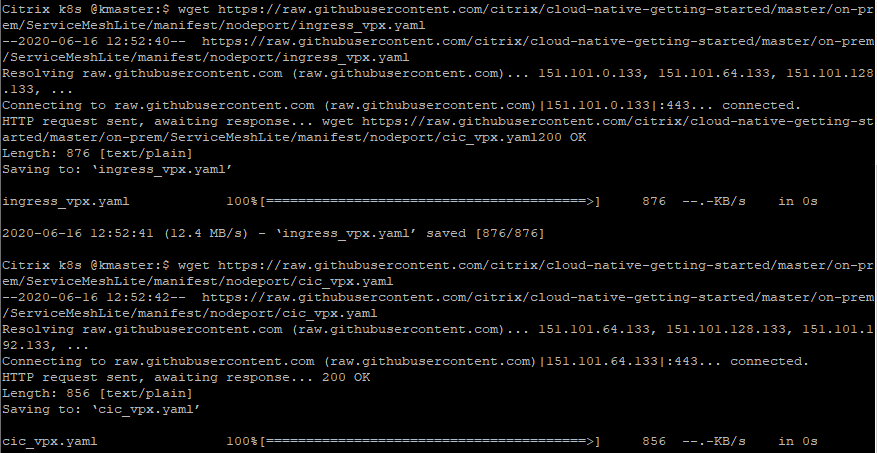 Citrix k8s @kmaster:$ wget https://raw.githubusercontent.com/citrix/cloud-native-getting-started/master/on-pr
em/ServiceMeshLite/manifest/nodeport/ingress_vpx.yaml
--2020-06-16 12:52:40--  https://raw.githubusercontent.com/citrix/cloud-native-getting-started/master/on-prem
/ServiceMeshLite/manifest/nodeport/ingress_vpx.yaml
Resolving raw.githubusercontent.com (raw.githubusercontent.com)... 151.101.0.133, 151.101.64.133, 151.101.128
.133, ...
Connecting to raw.githubusercontent.com (raw.githubusercontent.com)|151.101.0.133|:443... connected.
HTTP request sent, awaiting response... wget https://raw.githubusercontent.com/citrix/cloud-native-getting-st
arted/master/on-prem/ServiceMeshLite/manifest/nodeport/cic_vpx.yaml200 OK
Length: 876 [text/plain]
Saving to: ‘ingress_vpx.yaml’
ingress_vpx.yaml            100%[========================================>]     876  --.-KB/s    in 0s
2020-06-16 12:52:41 (12.4 MB/s) - ‘ingress_vpx.yaml’ saved [876/876]
Citrix k8s @kmaster:$ wget https://raw.githubusercontent.com/citrix/cloud-native-getting-started/master/on-pr
em/ServiceMeshLite/manifest/nodeport/cic_vpx.yaml
--2020-06-16 12:52:42--  https://raw.githubusercontent.com/citrix/cloud-native-getting-started/master/on-prem
/ServiceMeshLite/manifest/nodeport/cic_vpx.yaml
Resolving raw.githubusercontent.com (raw.githubusercontent.com)... 151.101.64.133, 151.101.128.133, 151.101.1
92.133, ...
Connecting to raw.githubusercontent.com (raw.githubusercontent.com)|151.101.64.133|:443... connected.
HTTP request sent, awaiting response... 200 OK
Length: 856 [text/plain]
Saving to: ‘cic_vpx.yaml’
cic_vpx.yaml                100%[========================================>]     856  --.-KB/s    in 0s